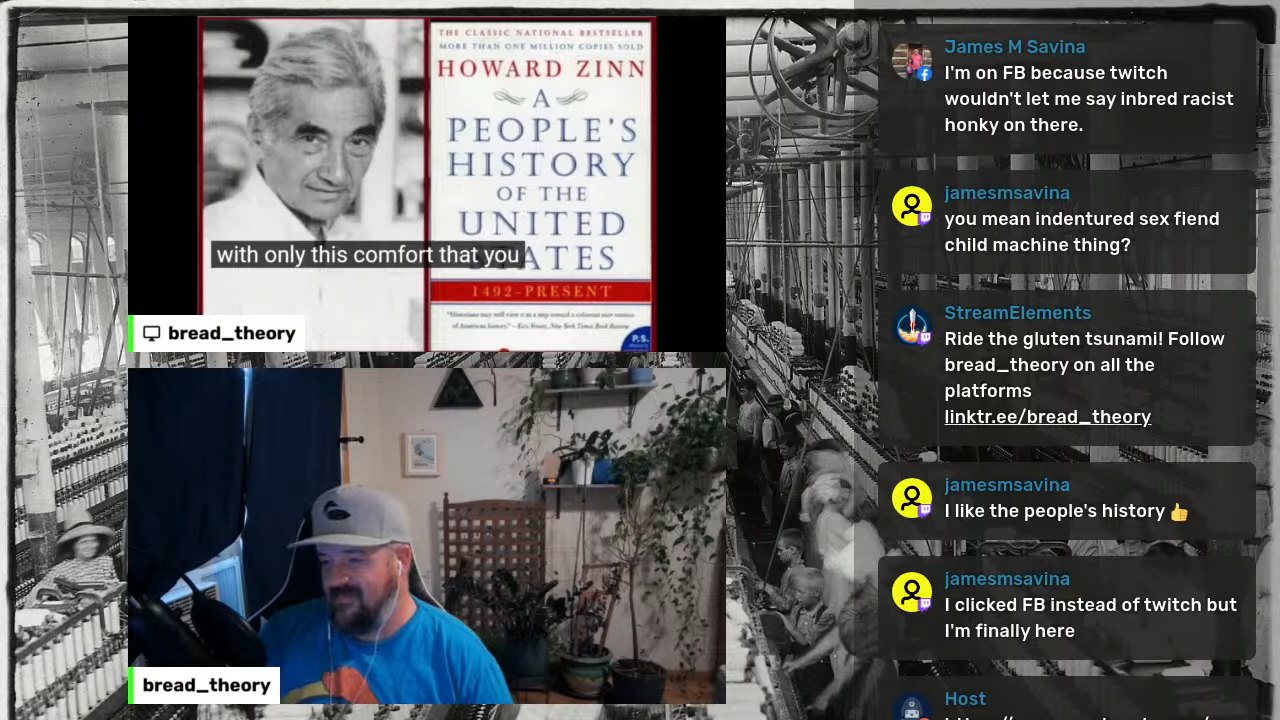 THE CLASSIC NATIONAL BESTSELLER
MORE THAN ONE MILLION COPIES SOLD
HOWARD ZINN
A
PEOPLE'S
HISTORY
OF THE
UNITED
ATES
with only this comfort that you
1492–PRESENT
P.S.
bread_theory
bread_theory
James M Savina
I'm on FB because twitch
wouldn't let me say inbred racist
honky on there.
jamesmsavina
you mean indentured sex fiend
child machine thing?
StreamElements
Ride the gluten tsunami! Follow
bread_theory on all the
platforms
linktr.ee/bread_theory
jamesmsavina
I like the people's history 👍
jamesmsavina
I clicked FB instead of twitch but
I'm finally here
Host